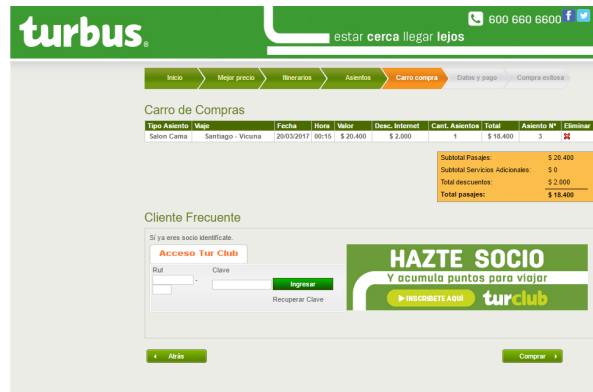 turbus®
600 660 6600
estar cerca llegar lejos
Inicio Mejor precio Itinerarios Asientos Carro compra Datos y pago Compra exitosa
Carro de Compras
Tipo Asiento Viaje Fecha Hora Valor Desc. Internet Cant. Asientos Total Asiento Nº Eliminar
Salon Cama Santiago - Vicuna 20/03/2017 00:15 $ 20.400 $ 2.000 1 $ 18.400 3
Subtotal Pasajes: $ 20.400
Subtotal Servicios Adicionales: $ 0
Total descuentos: $ 2.000
Total pasajes: $ 18.400
Cliente Frecuente
Sí ya eres socio identifícate.
Acceso Tur Club
Rut Clave
- Ingresar
Recuperar Clave
HAZTE SOCIO
Y acumula puntos para viajar
INSCRIBETE AQUÍ turclub
Atrás Comprar